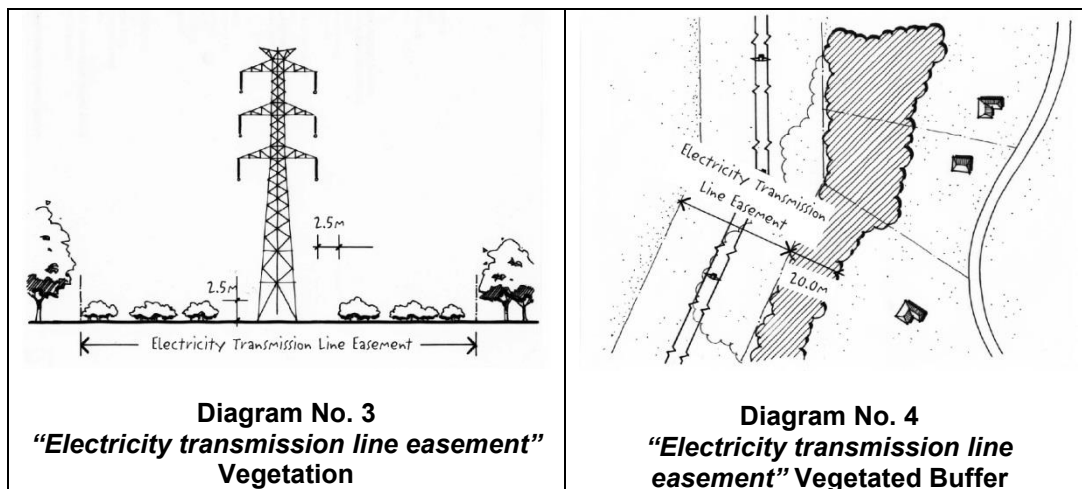 2.5M
2.5M
Electricity Transmission Line Easement
Diagram No. 3
“Electricity transmission line easement”
Vegetation
Electricity Transmission
Line Easement
20.0M
Diagram No. 4
“Electricity transmission line
easement” Vegetated Buffer